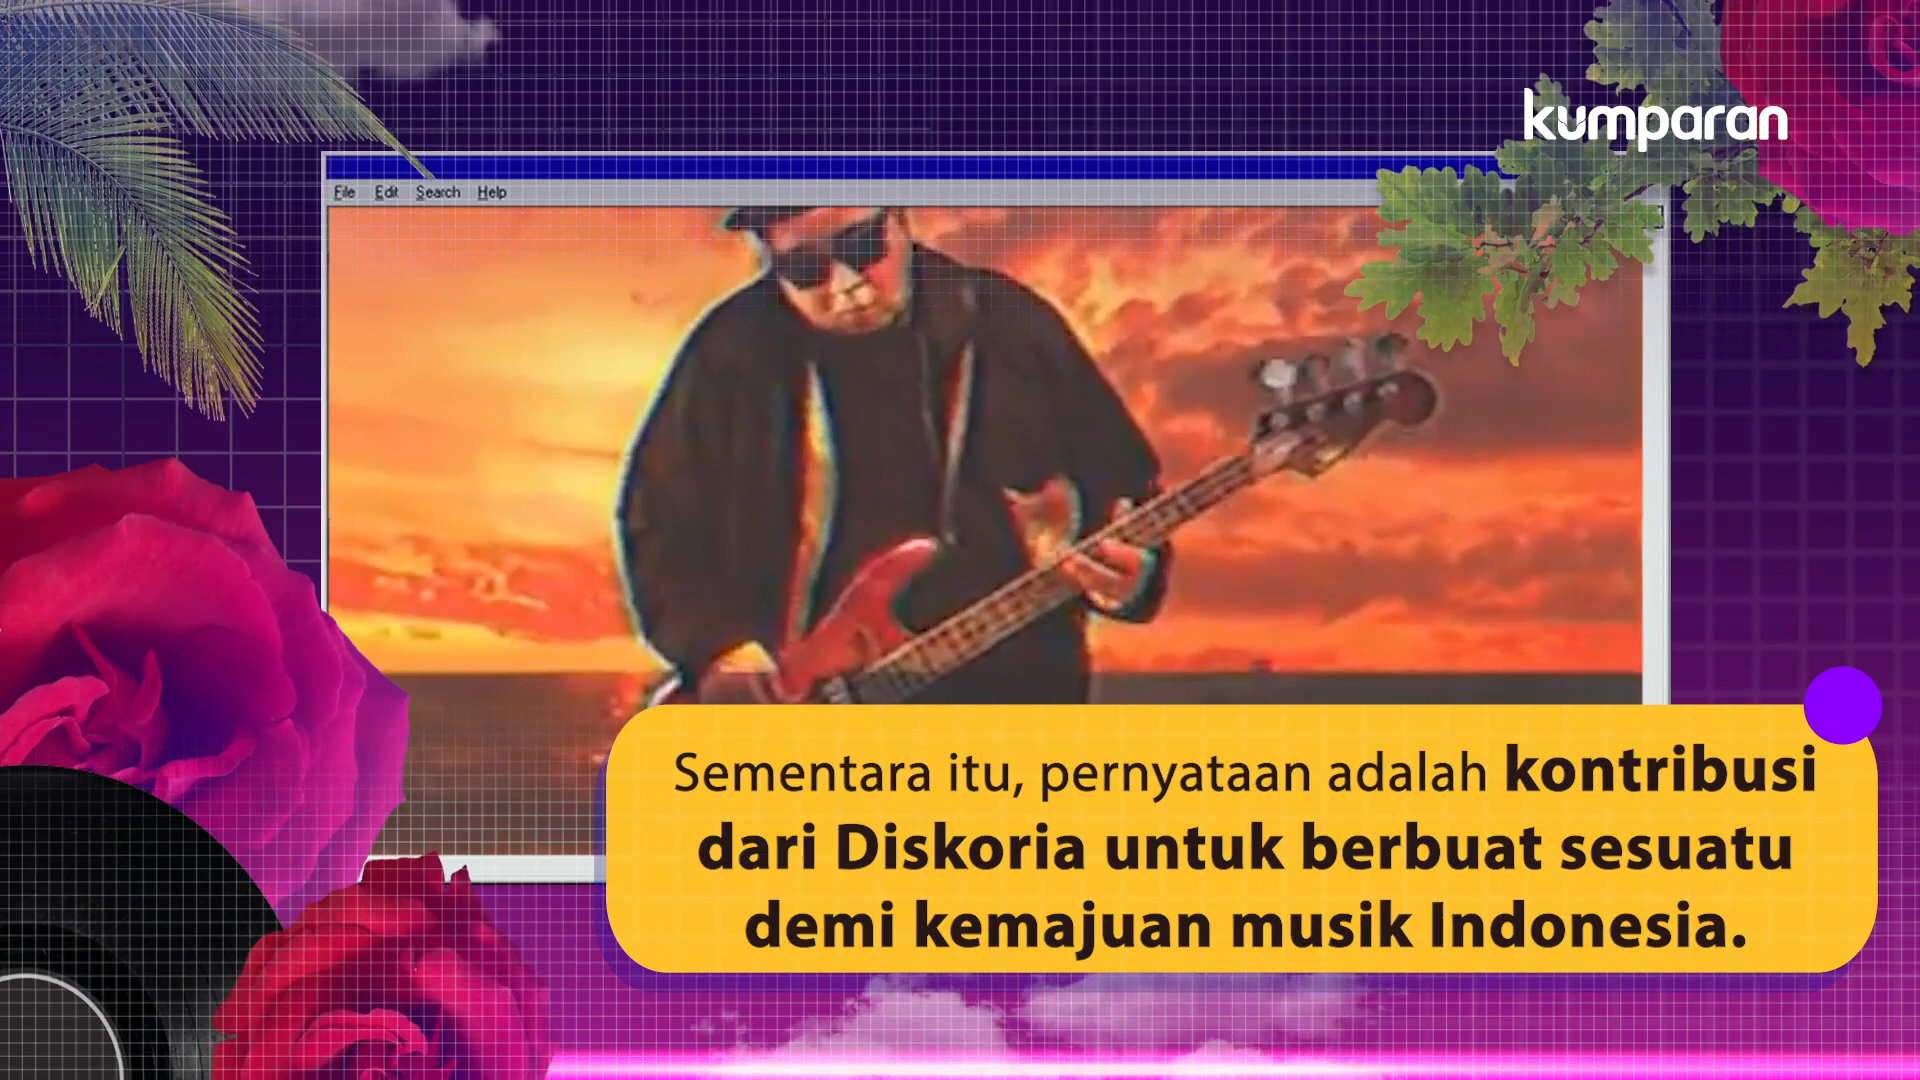 kumparan
File Edit Search Help
Sementara itu, pernyataan adalah kontribusi
dari Diskoria untuk berbuat sesuatu
demi kemajuan musik Indonesia.